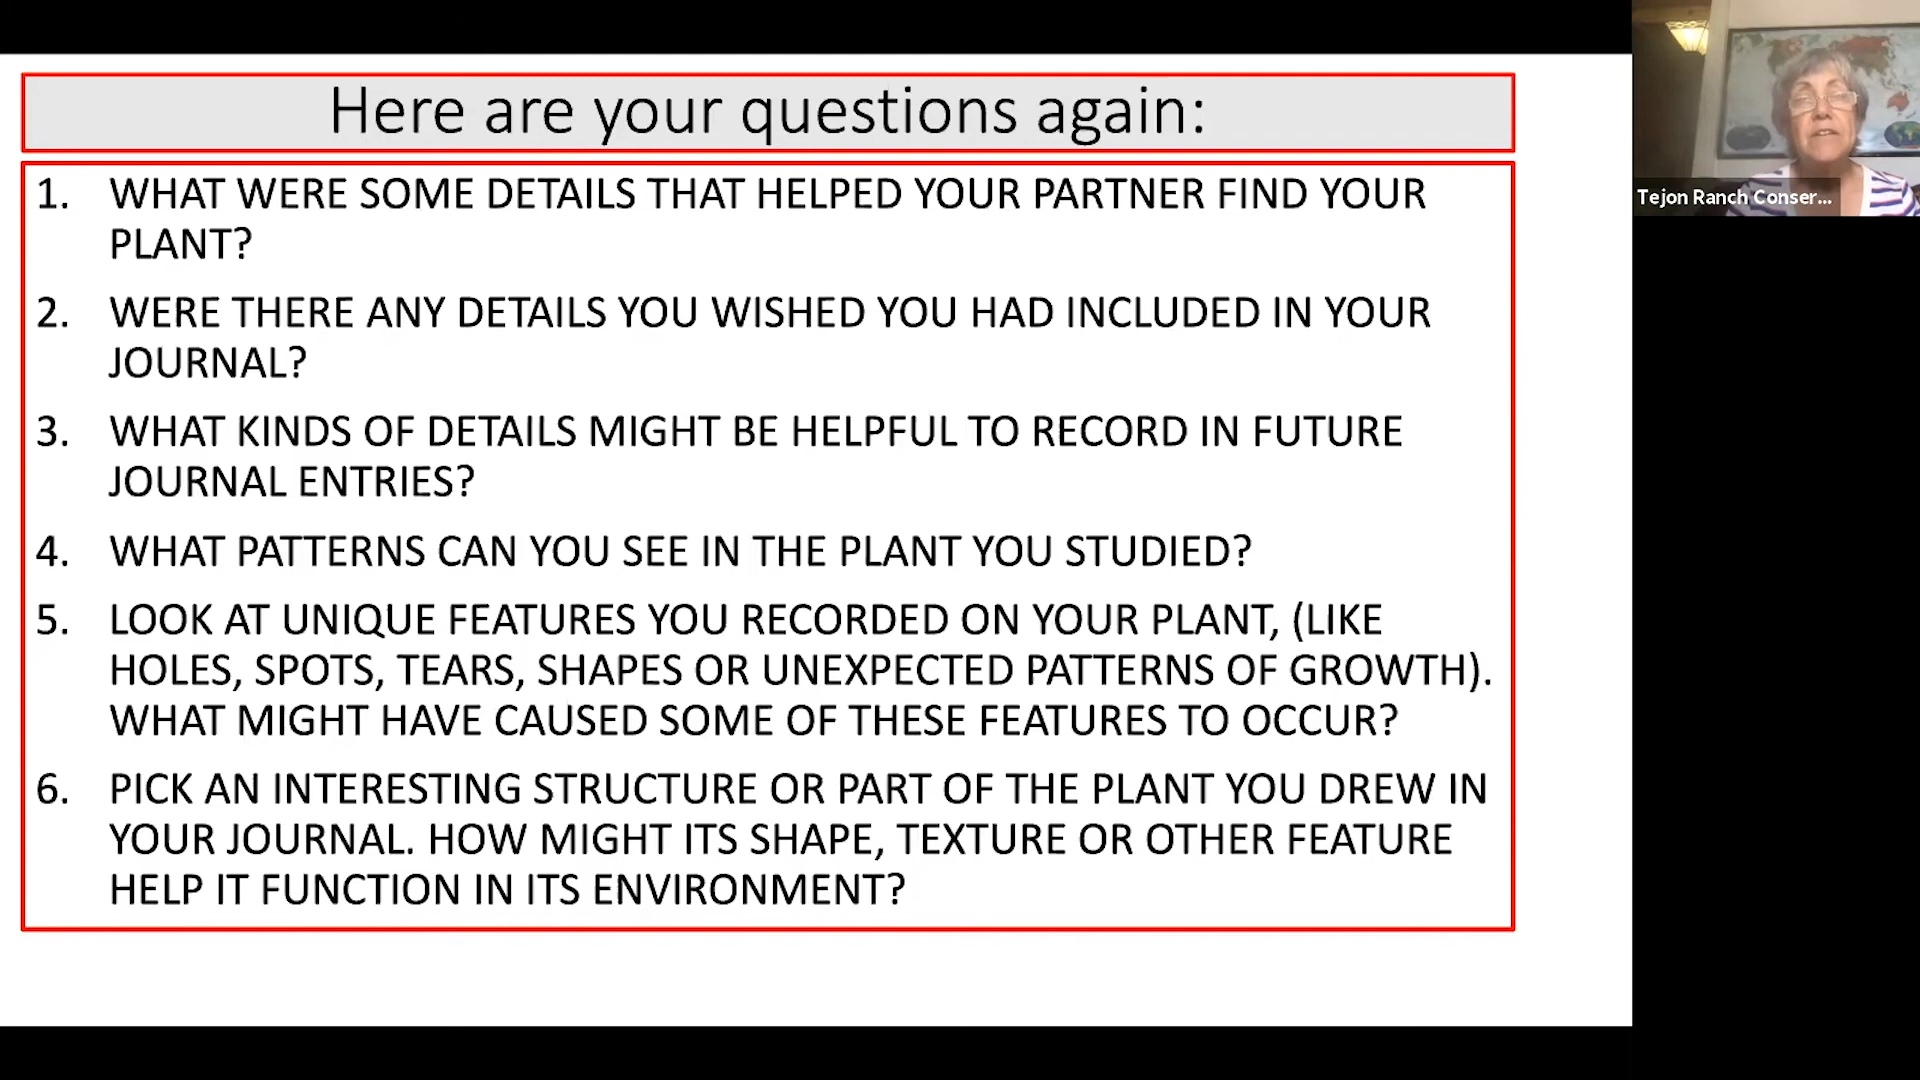 Here are your questions again:
1. WHAT WERE SOME DETAILS THAT HELPED YOUR PARTNER FIND YOUR
PLANT?
2. WERE THERE ANY DETAILS YOU WISHED YOU HAD INCLUDED IN YOUR
JOURNAL?
3. WHAT KINDS OF DETAILS MIGHT BE HELPFUL TO RECORD IN FUTURE
JOURNAL ENTRIES?
4. WHAT PATTERNS CAN YOU SEE IN THE PLANT YOU STUDIED?
5. LOOK AT UNIQUE FEATURES YOU RECORDED ON YOUR PLANT, (LIKE
HOLES, SPOTS, TEARS, SHAPES OR UNEXPECTED PATTERNS OF GROWTH).
WHAT MIGHT HAVE CAUSED SOME OF THESE FEATURES TO OCCUR?
6. PICK AN INTERESTING STRUCTURE OR PART OF THE PLANT YOU DREW IN
YOUR JOURNAL. HOW MIGHT ITS SHAPE, TEXTURE OR OTHER FEATURE
HELP IT FUNCTION IN ITS ENVIRONMENT?
Tejon Ranch Conser...